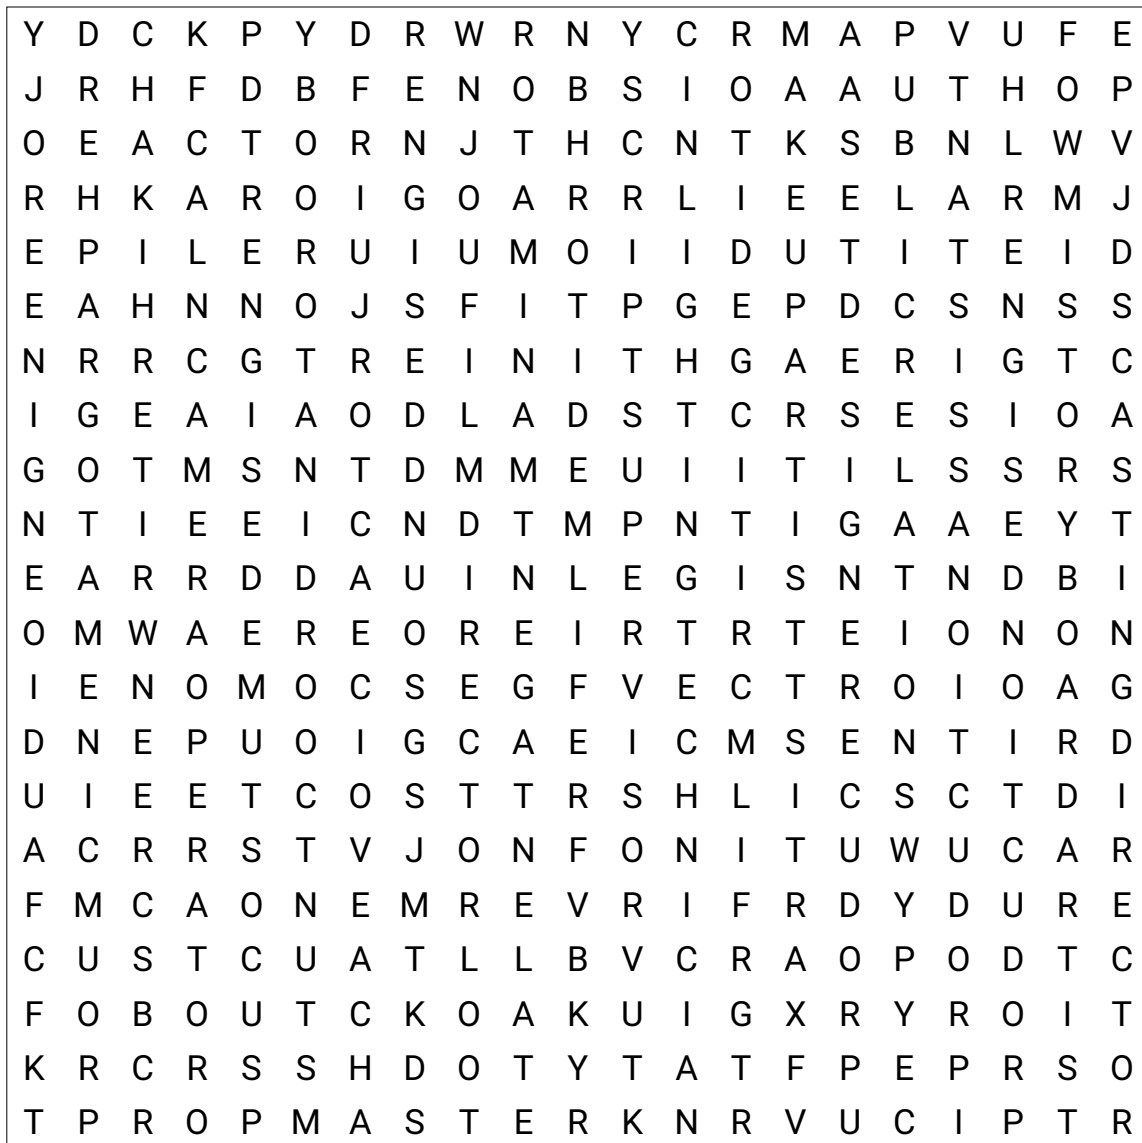 Y D C K P Y D R W R N Y C R M A P V U F E
J R H F D B F E N O B S I O A A U T H O P
O E A C T O R N J T H C N T K S B N L W V
R H K A R O I G O A R R L I E E L A R M J
E P I L E R U I U M O I I D U T I T E I D
E A H N N O J S F I T P G E P D C S N S S
N R R C G T R E I N I T H G A E R I G T C
I G E A I A O D L A D S T C R S E S I O A
G O T M S N T D M M E U I I T I L S S R S
N T I E E I C N D T M P N T I G A A E Y T
E A R R D D A U I N L E G I S N T N D B I
O M W A E R E O R E I R T R T E I O N O N
I E N O M O C S E G F V E C T R O I O A G
D N E P U O I G C A E I C M S E N T I R D
U I E E T C O S T T R S H L I C S C T D I
A C R R S T V J O N F O N I T U W U C A R
F M C A O N E M R E V R I F R D Y D U R E
C U S T C U A T L L B V C R A O P O D T C
F O B O U T C K O A K U I G X R Y R O I T
K R C R S S H D O T Y T A T F P E P R S O
T P R O P M A S T E R K N R V U C I P T R